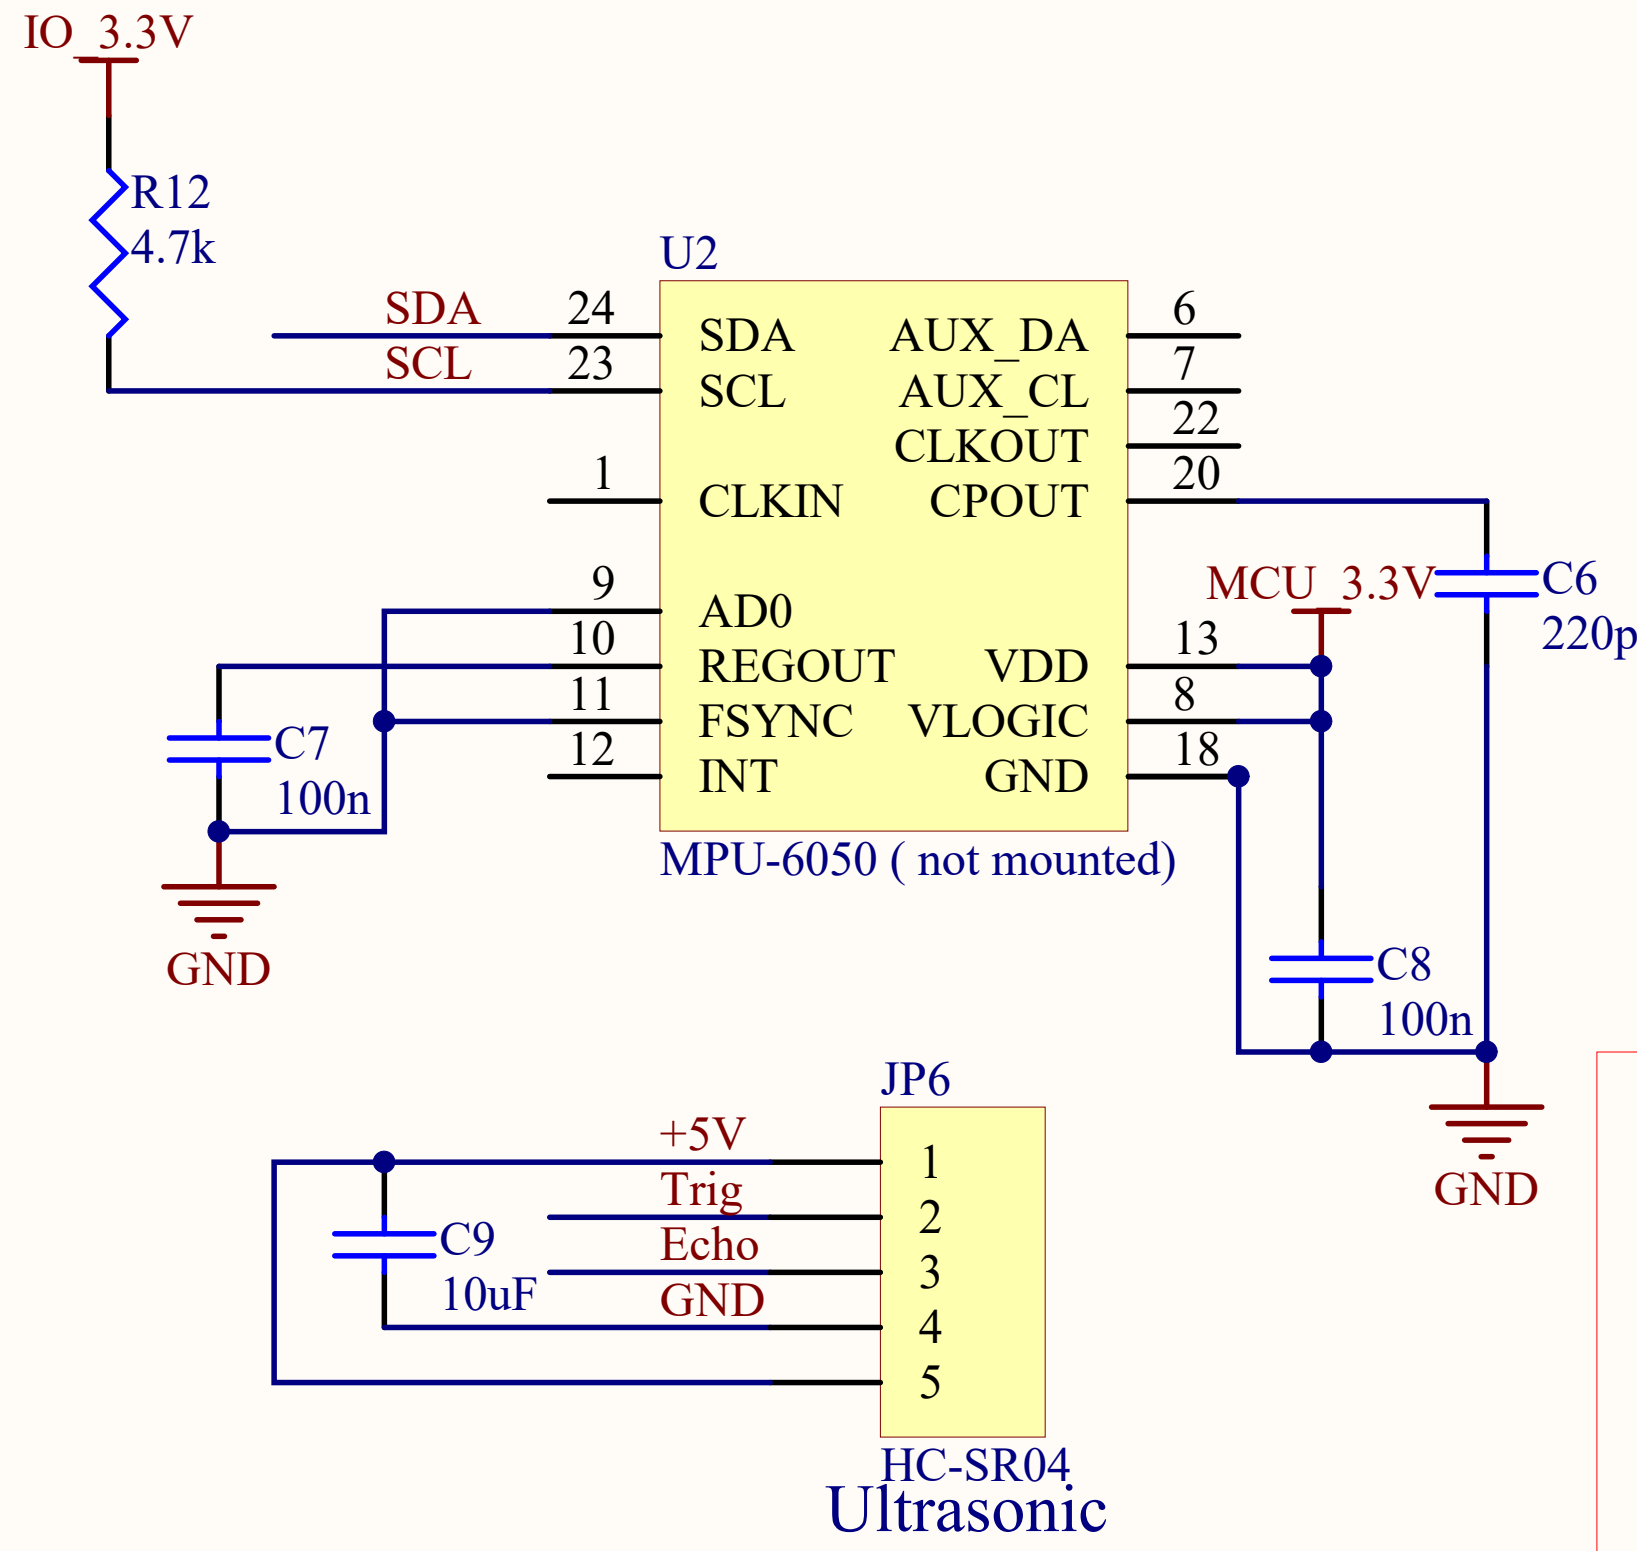 IO_3.3V
R12
4.7k
U2
SDA 24 SDA AUX_DA 6
SCL 23 SCL AUX_CL 7
CLKOUT 22
1 CLKIN CPOUT 20
MCU_3.3V C6
220p
9 AD0
10 REGOUT VDD 13
11 FSYNC VLOGIC 8
12 INT GND 18
C7
100n
MPU-6050 ( not mounted)
GND
C8
100n
GND
JP6
+5V 1
Trig 2
Echo 3
GND 4
5
C9
10uF
HC-SR04
Ultrasonic